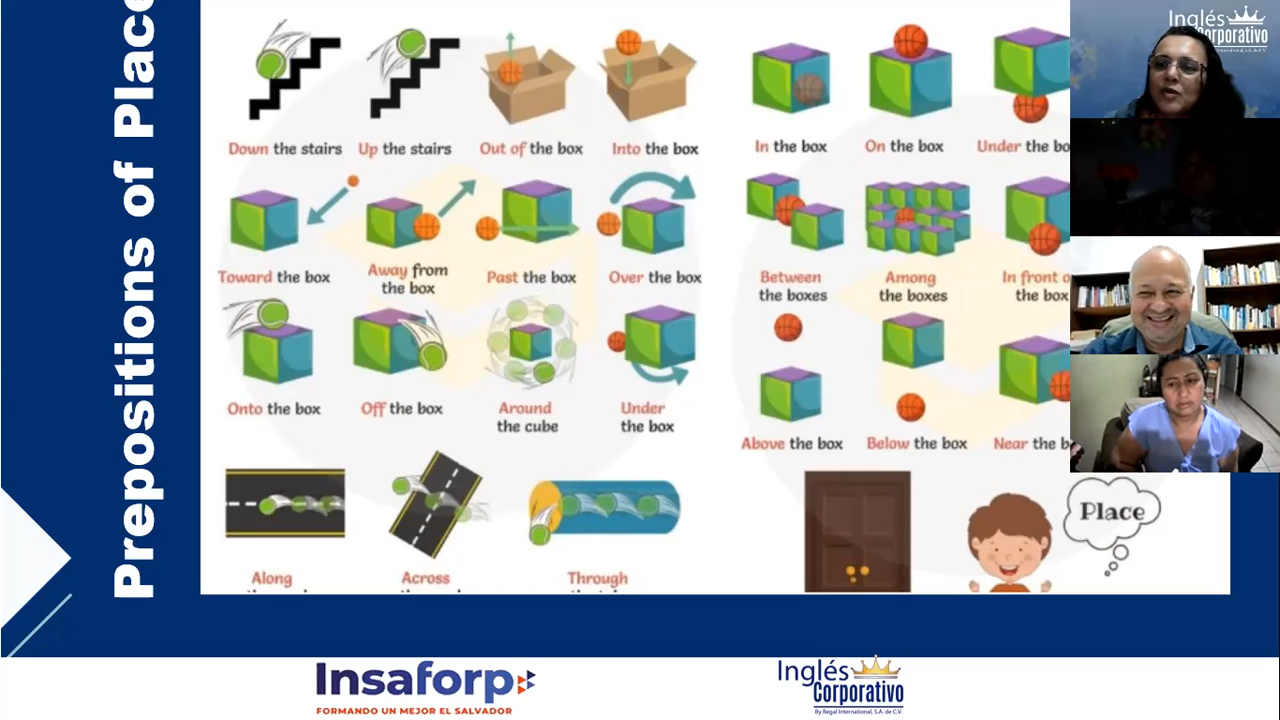 Prepositions of Place
Down the stairs
Up the stairs
Out of the box
Into the box
In the box
On the box
Under the bo
Toward the box
Away from
the box
Past the box
Over the box
Between
the boxes
Among
the boxes
In front o
the box
Onto the box
Off the box
Around
the cube
Under
the box
Above the box
Below the box
Near the b
Along
Across
Through
Place
Insaforp
FORMANDO UN MEJOR EL SALVADOR
Inglés
Corporativo
By Regal International, S.A. de C.V.
Inglés
Corporativo